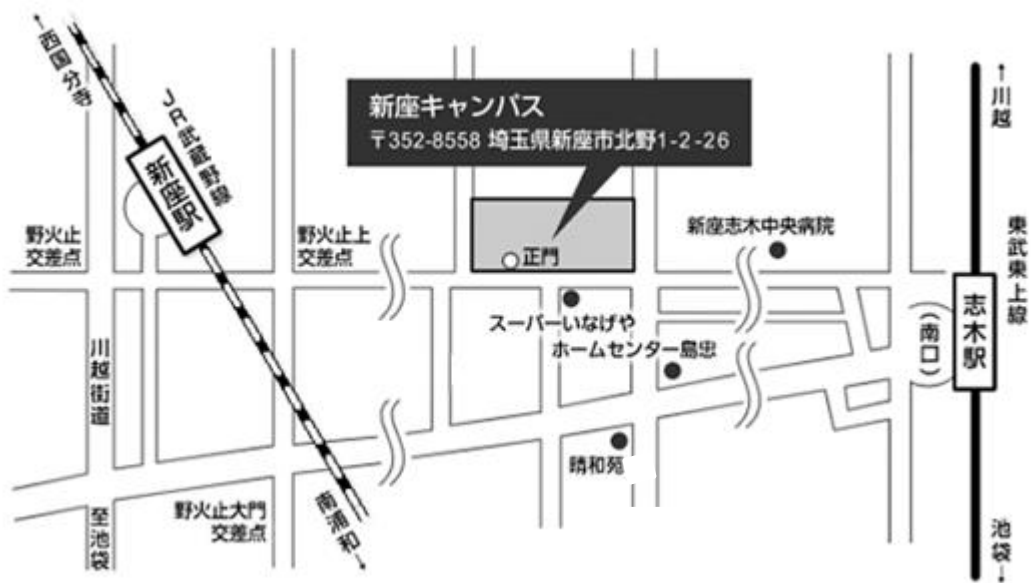 ←西国分寺
JR武蔵野線
新座駅
新座キャンパス
〒352-8558 埼玉県新座市北野1-2-26
↑川越
野火止
交差点
野火止上
交差点
正門
新座志木中央病院
東武東上線
志木駅
(南口)
スーパーいなげや
ホームセンター島忠
川越街道
晴和苑
野火止大門
交差点
至池袋
南浦和→
池袋↓